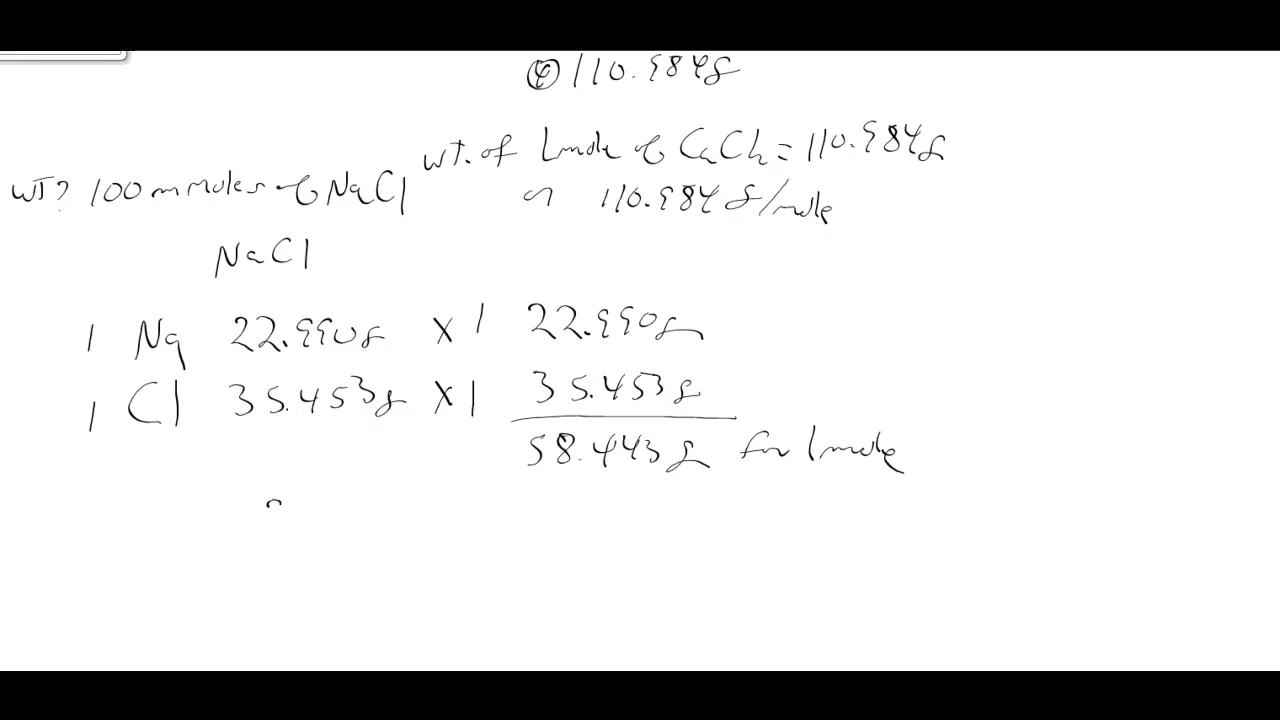 ④ 110.984g
wt. of 1 mole of CaCl2 = 110.984g
or 110.984 g/mole
WT? 100 m Moles of NaCl
NaCl
1 Na 22.990g x 1 22.990g
1 Cl 35.453g x 1 35.453g
58.443g for 1 mole